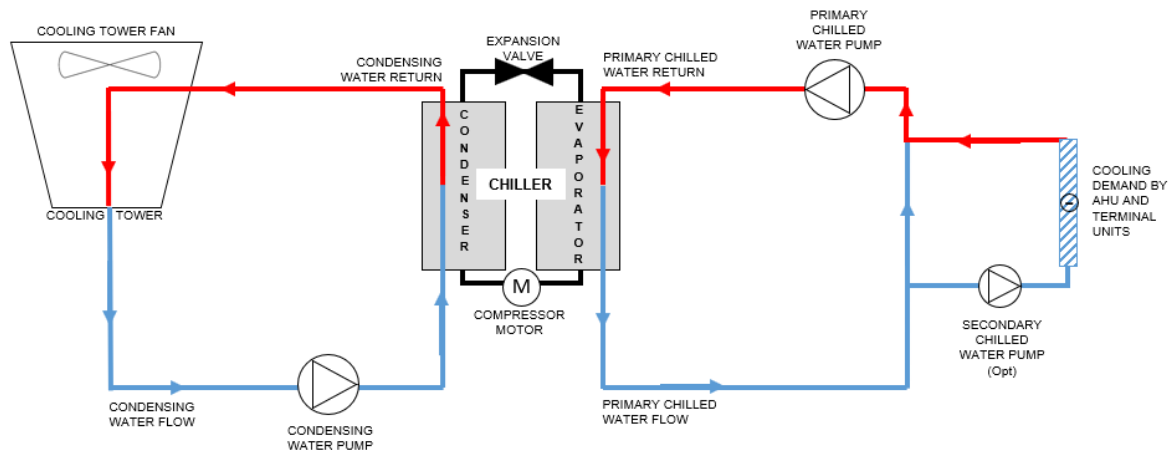 COOLING TOWER FAN
COOLING TOWER
CONDENSING
WATER FLOW
CONDENSING
WATER PUMP
CONDENSING
WATER RETURN
EXPANSION
VALVE
CONDENSER
CHILLER
EVAPORATOR
M
COMPRESSOR
MOTOR
PRIMARY CHILLED
WATER RETURN
PRIMARY CHILLED
WATER FLOW
PRIMARY
CHILLED
WATER PUMP
COOLING
DEMAND BY
AHU AND
TERMINAL
UNITS
SECONDARY
CHILLED
WATER PUMP
(Opt)